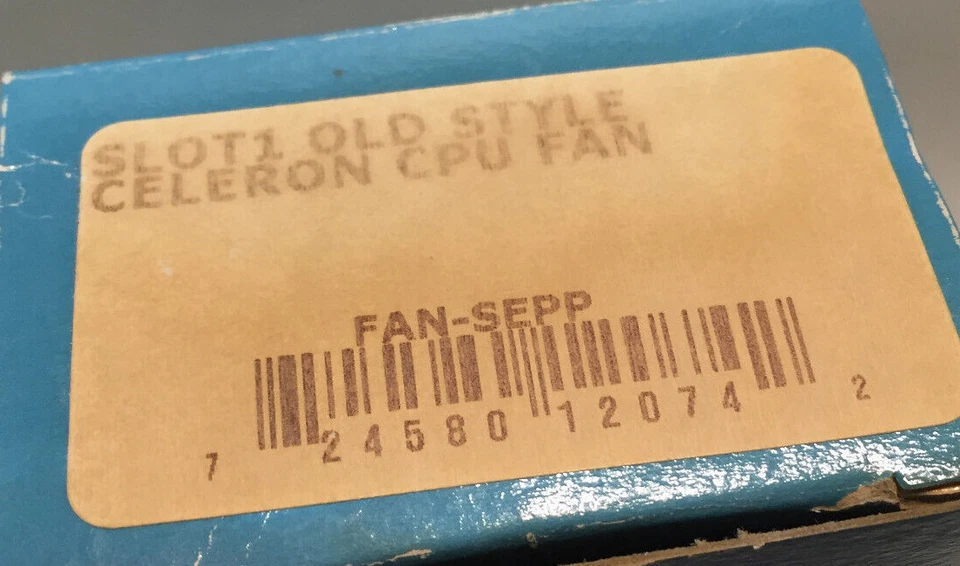 SLOT1 OLD STYLE
CELERON CPU FAN
FAN-SEPP
7 24580 12074 2